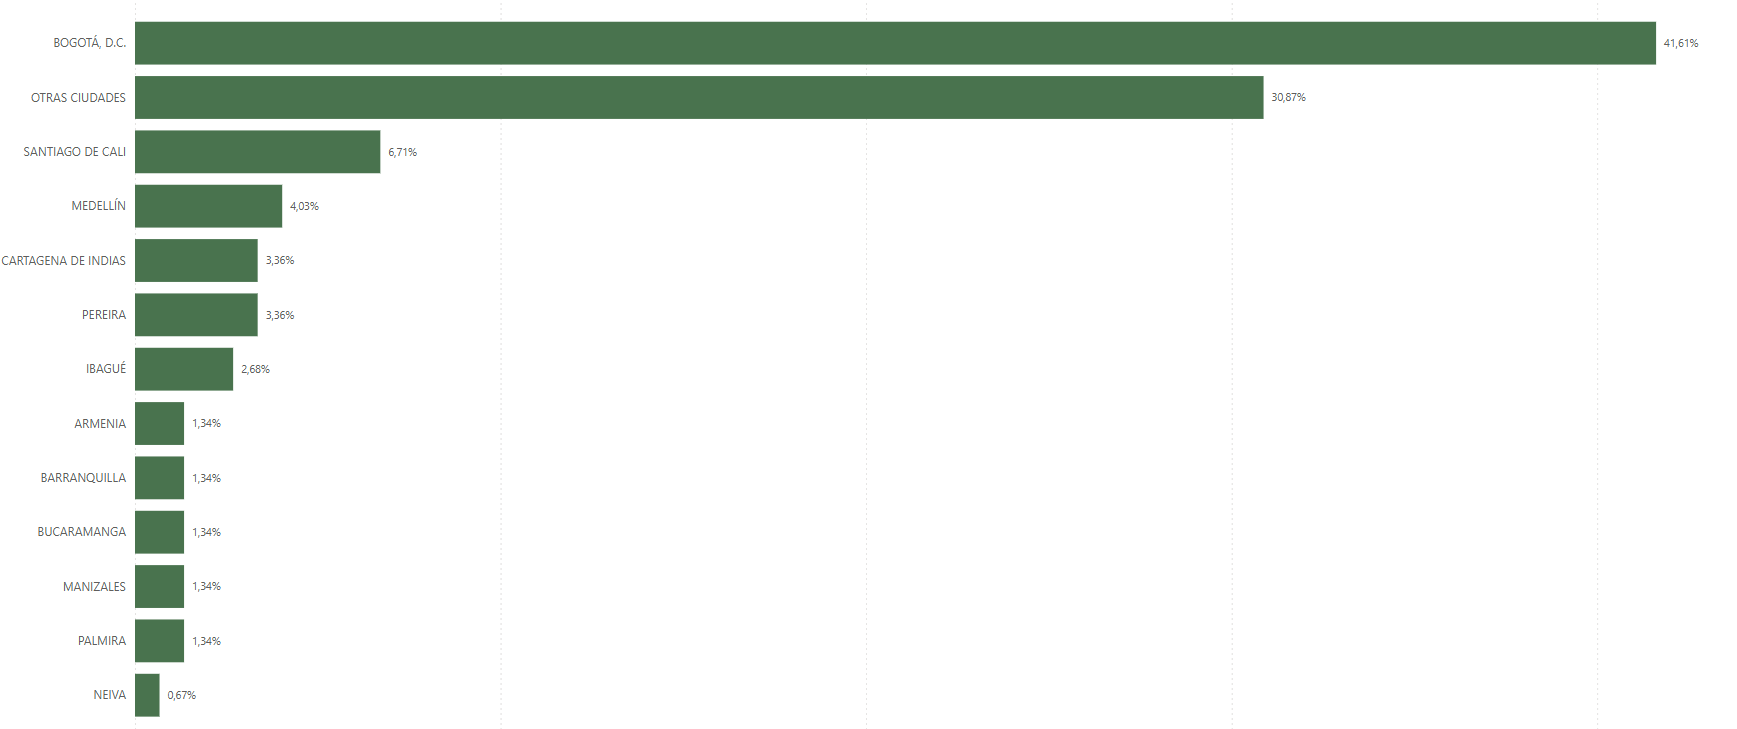 BOGOTÁ, D.C. 41,61%
OTRAS CIUDADES 30,87%
SANTIAGO DE CALI 6,71%
MEDELLÍN 4,03%
CARTAGENA DE INDIAS 3,36%
PEREIRA 3,36%
IBAGUÉ 2,68%
ARMENIA 1,34%
BARRANQUILLA 1,34%
BUCARAMANGA 1,34%
MANIZALES 1,34%
PALMIRA 1,34%
NEIVA 0,67%